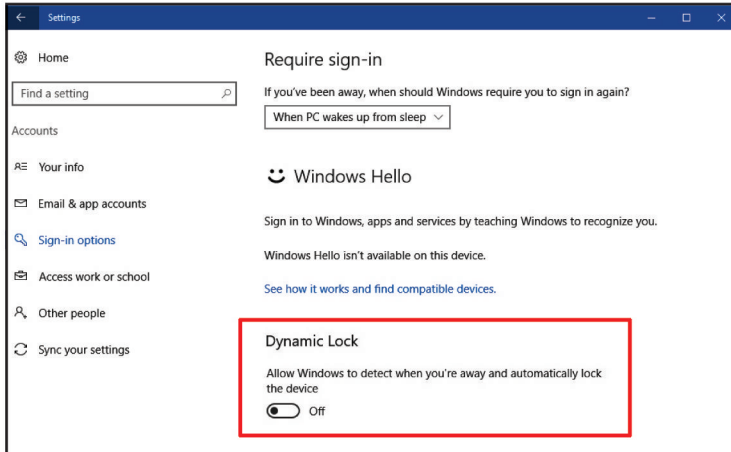 Settings
Home
Find a setting
Accounts
Your info
Email & app accounts
Sign-in options
Access work or school
Other people
Sync your settings
Require sign-in
If you've been away, when should Windows require you to sign in again?
When PC wakes up from sleep
Windows Hello
Sign in to Windows, apps and services by teaching Windows to recognize you.
Windows Hello isn't available on this device.
See how it works and find compatible devices.
Dynamic Lock
Allow Windows to detect when you're away and automatically lock
the device
Off